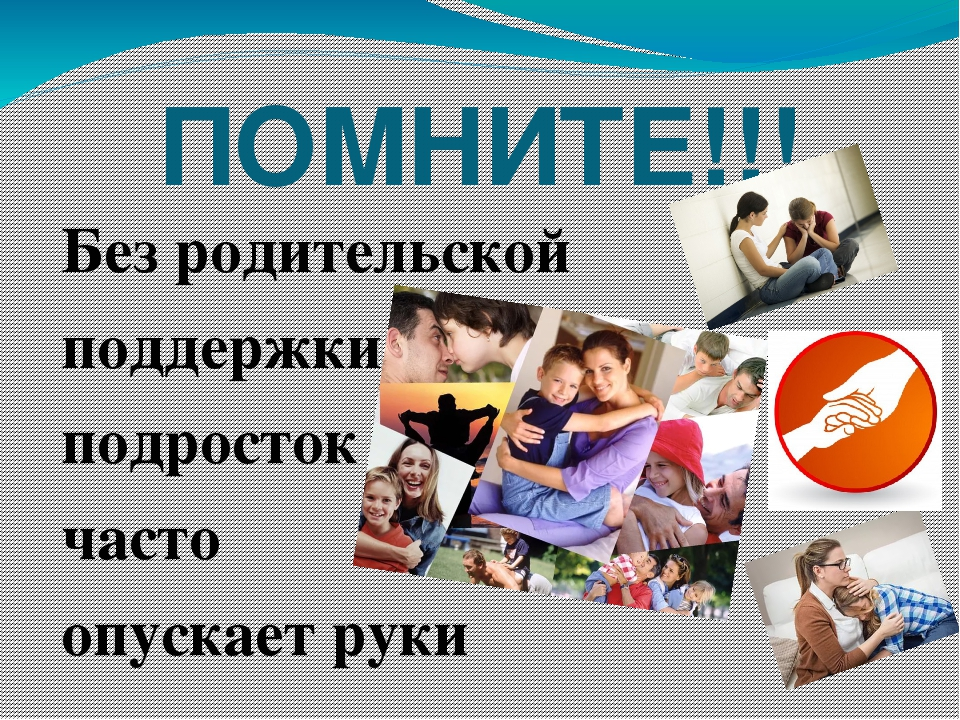 ПОМНИТЕ!!!
Без родительской
поддержки
подросток
часто
опускает руки